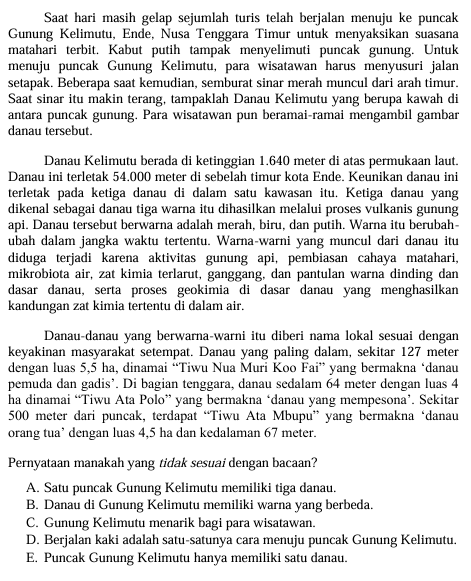 Saat hari masih gelap sejumlah turis telah berjalan menuju ke puncak
Gunung Kelimutu, Ende, Nusa Tenggara Timur untuk menyaksikan suasana
matahari terbit. Kabut putih tampak menyelimuti puncak gunung. Untuk
menuju puncak Gunung Kelimutu, para wisatawan harus menyusuri jalan
setapak. Beberapa saat kemudian, semburat sinar merah muncul dari arah timur.
Saat sinar itu makin terang, tampaklah Danau Kelimutu yang berupa kawah di
antara puncak gunung. Para wisatawan pun beramai-ramai mengambil gambar
danau tersebut.
Danau Kelimutu berada di ketinggian 1.640 meter di atas permukaan laut.
Danau ini terletak 54.000 meter di sebelah timur kota Ende. Keunikan danau ini
terletak pada ketiga danau di dalam satu kawasan itu. Ketiga danau yang
dikenal sebagai danau tiga warna itu dihasilkan melalui proses vulkanis gunung
api. Danau tersebut berwarna adalah merah, biru, dan putih. Warna itu berubah-
ubah dalam jangka waktu tertentu. Warna-warni yang muncul dari danau itu
diduga terjadi karena aktivitas gunung api, pembiasan cahaya matahari,
mikrobiota air, zat kimia terlarut, ganggang, dan pantulan warna dinding dan
dasar danau, serta proses geokimia di dasar danau yang menghasilkan
kandungan zat kimia tertentu di dalam air.
Danau-danau yang berwarna-warni itu diberi nama lokal sesuai dengan
keyakinan masyarakat setempat. Danau yang paling dalam, sekitar 127 meter
dengan luas 5,5 ha, dinamai “Tiwu Nua Muri Koo Fai” yang bermakna ‘danau
pemuda dan gadis’. Di bagian tenggara, danau sedalam 64 meter dengan luas 4
ha dinamai “Tiwu Ata Polo” yang bermakna ‘danau yang mempesona’. Sekitar
500 meter dari puncak, terdapat “Tiwu Ata Mbupu” yang bermakna ‘danau
orang tua’ dengan luas 4,5 ha dan kedalaman 67 meter.
Pernyataan manakah yang tidak sesuai dengan bacaan?
A. Satu puncak Gunung Kelimutu memiliki tiga danau.
B. Danau di Gunung Kelimutu memiliki warna yang berbeda.
C. Gunung Kelimutu menarik bagi para wisatawan.
D. Berjalan kaki adalah satu-satunya cara menuju puncak Gunung Kelimutu.
E. Puncak Gunung Kelimutu hanya memiliki satu danau.